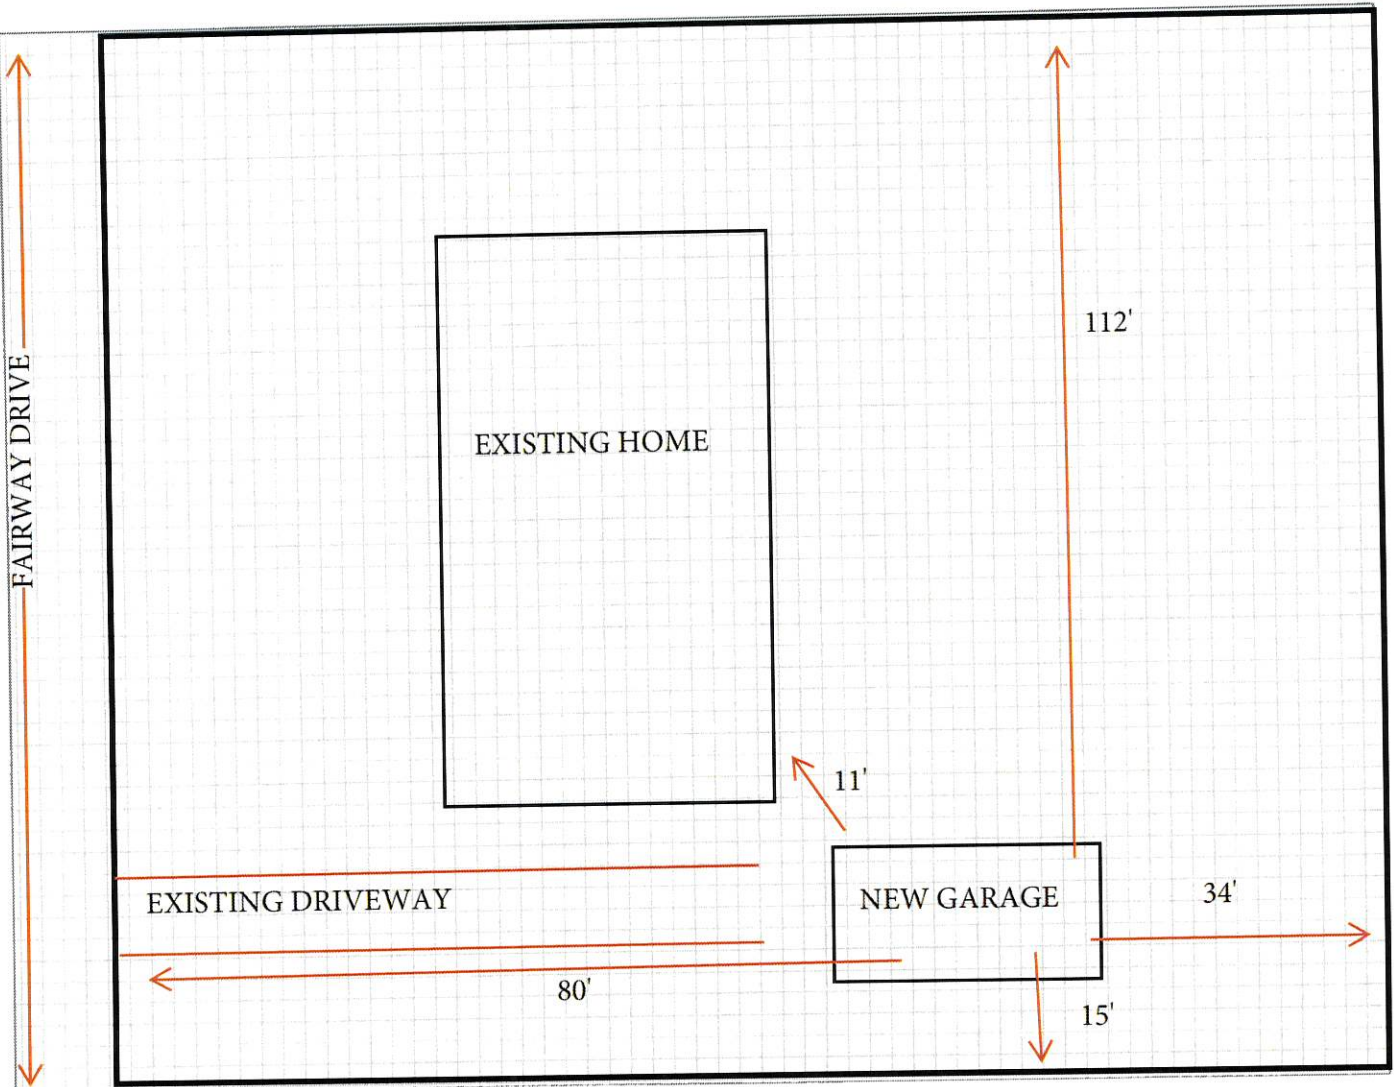 FAIRWAY DRIVE
112'
EXISTING HOME
11'
EXISTING DRIVEWAY
NEW GARAGE
34'
80'
15'